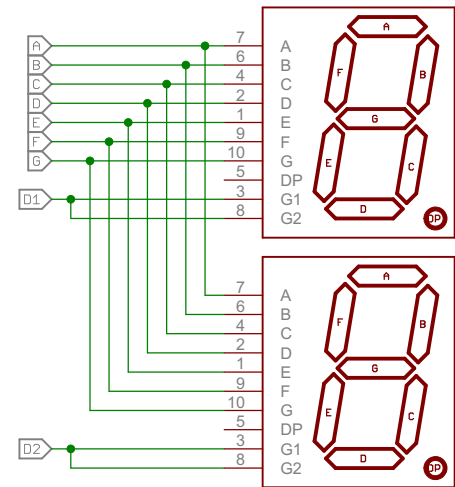 A 7 A
B 6 B
C 4 C
D 2 D
E 1 E
F 9 F
G 10 G
5 DP
D1 3 G1
8 G2
A
F B
G
E C
D
DP
7 A
6 B
4 C
2 D
1 E
9 F
10 G
5 DP
D2 3 G1
8 G2
A
F B
G
E C
D
DP